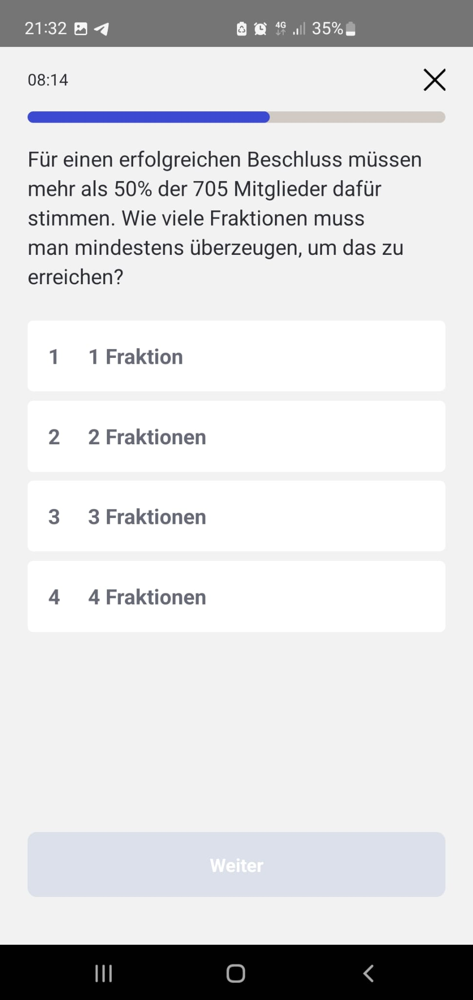 21:32
4G
35%
08:14
Für einen erfolgreichen Beschluss müssen
mehr als 50% der 705 Mitglieder dafür
stimmen. Wie viele Fraktionen muss
man mindestens überzeugen, um das zu
erreichen?
1 1 Fraktion
2 2 Fraktionen
3 3 Fraktionen
4 4 Fraktionen
Weiter